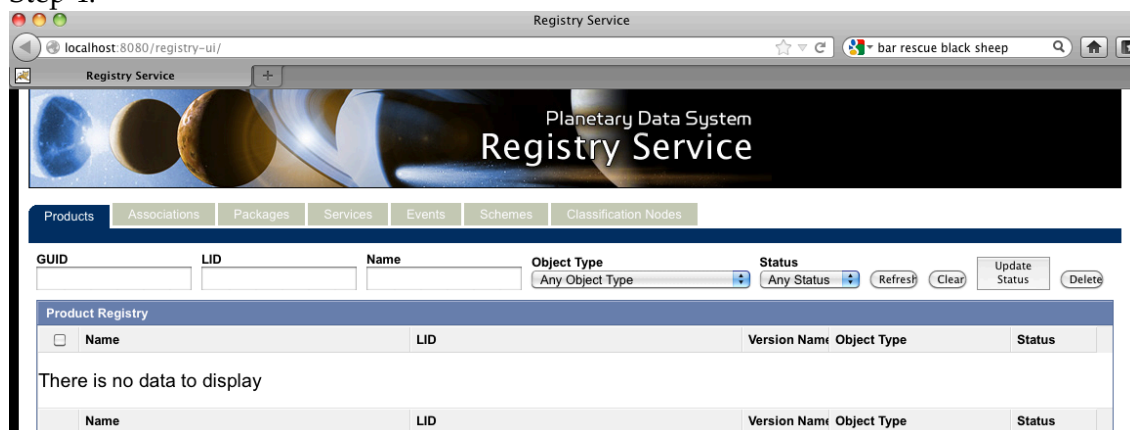 Step 4.
Registry Service
localhost:8080/registry-ui/
bar rescue black sheep
Registry Service
Planetary Data System
Registry Service
Products Associations Packages Services Events Schemes Classification Nodes
GUID LID Name Object Type Status
Any Object Type Any Status Refresh Clear Update Status Delete
Product Registry
Name LID Version Name Object Type Status
There is no data to display
Name LID Version Name Object Type Status